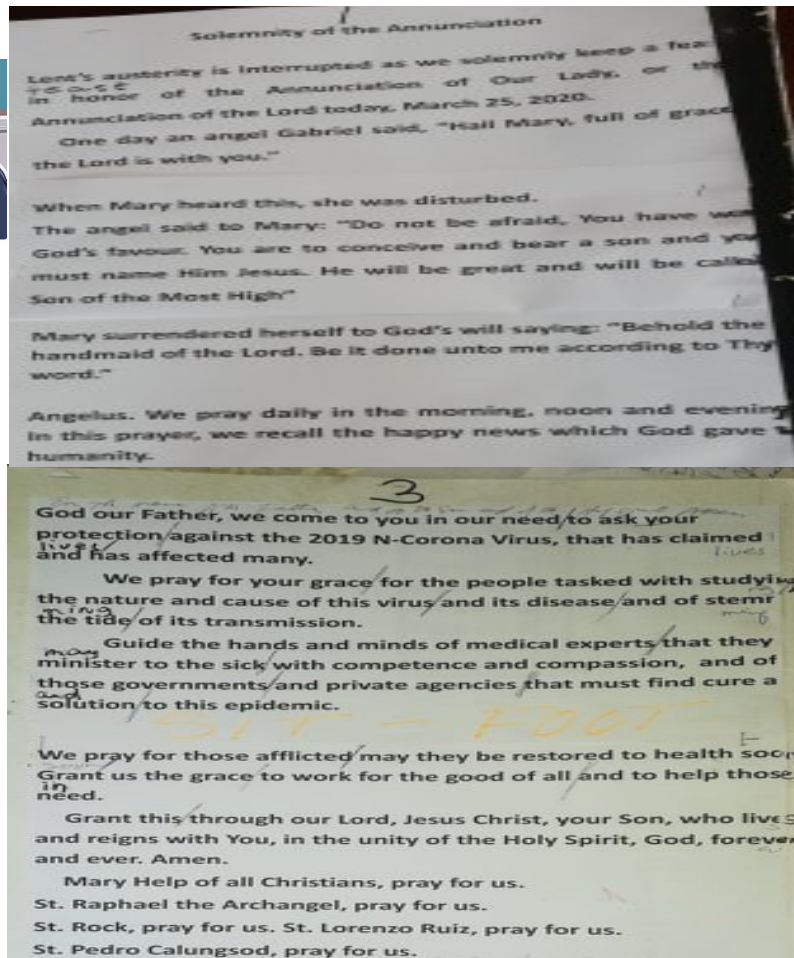 Solemnity of the Annunciation
Lent's austerity is interrupted as we solemnly keep a fea
in honor of the Annunciation of Our Lady, or the
Annunciation of the Lord today, March 25, 2020.
One day an angel Gabriel said, "Hail Mary, full of grace
the Lord is with you."
When Mary heard this, she was disturbed.
The angel said to Mary: "Do not be afraid, You have won
God's favour. You are to conceive and bear a son and you
must name Him Jesus. He will be great and will be called
Son of the Most High"
Mary surrendered herself to God's will saying: "Behold the
handmaid of the Lord. Be it done unto me according to Thy
word."
Angelus. We pray daily in the morning, noon and evening
In this prayer, we recall the happy news which God gave
humanity.
3
God our Father, we come to you in our need to ask your
protection against the 2019 N-Corona Virus, that has claimed
lives lives
and has affected many.
We pray for your grace for the people tasked with studying
the nature and cause of this virus and its disease and of stemr
ming ming
the tide of its transmission.
may Guide the hands and minds of medical experts that they
minister to the sick with competence and compassion, and of
those governments and private agencies that must find cure a
and
solution to this epidemic.
SIT - FOOT
We pray for those afflicted may they be restored to health soon
Grant us the grace to work for the good of all and to help those
in
need.
Grant this through our Lord, Jesus Christ, your Son, who lives
and reigns with You, in the unity of the Holy Spirit, God, forever
and ever. Amen.
Mary Help of all Christians, pray for us.
St. Raphael the Archangel, pray for us.
St. Rock, pray for us. St. Lorenzo Ruiz, pray for us.
St. Pedro Calungsod, pray for us.